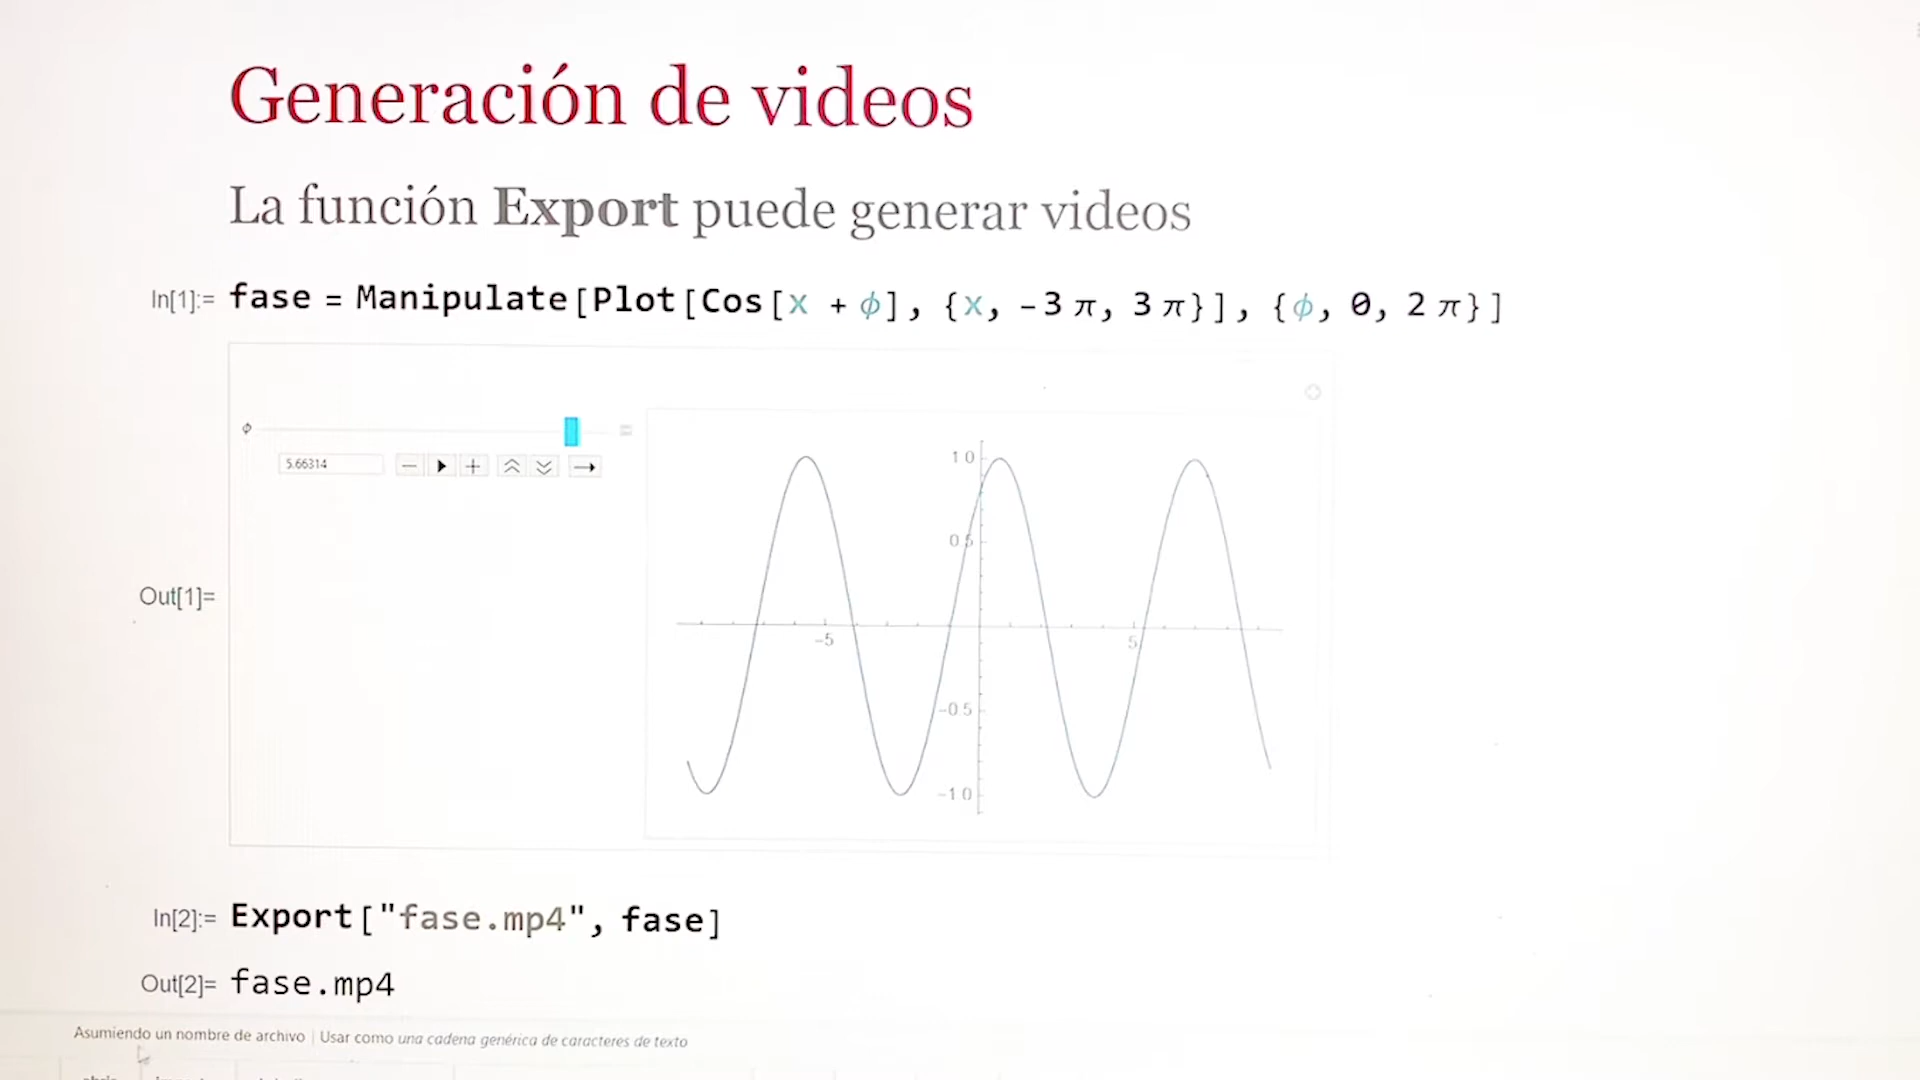 Generación de videos
La función Export puede generar videos
In[1]:= fase = Manipulate[Plot[Cos[x + ϕ], {x, -3 π, 3 π}], {ϕ, 0, 2 π}]
ϕ
5.66314
1 0
0.5
-5
5
-0 5
-1 0
Out[1]=
In[2]:= Export["fase.mp4", fase]
Out[2]= fase.mp4
Asumiendo un nombre de archivo | Usar como una cadena genérica de caracteres de texto